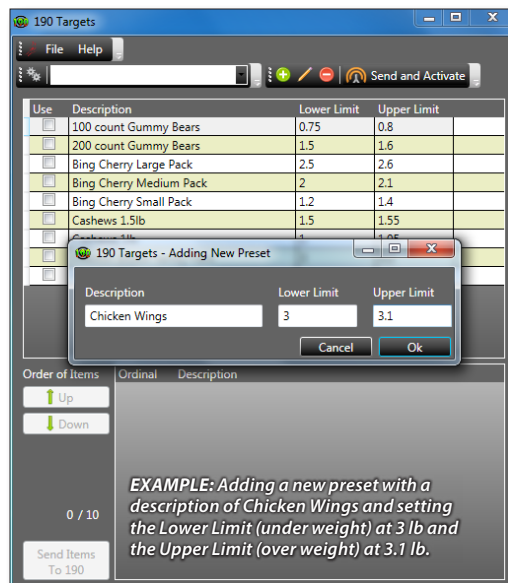 190 Targets
File Help
Send and Activate
Use Description Lower Limit Upper Limit
100 count Gummy Bears 0.75 0.8
200 count Gummy Bears 1.5 1.6
Bing Cherry Large Pack 2.5 2.6
Bing Cherry Medium Pack 2 2.1
Bing Cherry Small Pack 1.2 1.4
Cashews 1.5lb 1.5 1.55
Cashews 1lb 1 1.05
190 Targets - Adding New Preset
Description Lower Limit Upper Limit
Chicken Wings 3 3.1
Cancel Ok
Order of Items Ordinal Description
Up
Down
EXAMPLE: Adding a new preset with a
description of Chicken Wings and setting
0 / 10 the Lower Limit (under weight) at 3 lb and
the Upper Limit (over weight) at 3.1 lb.
Send Items
To 190